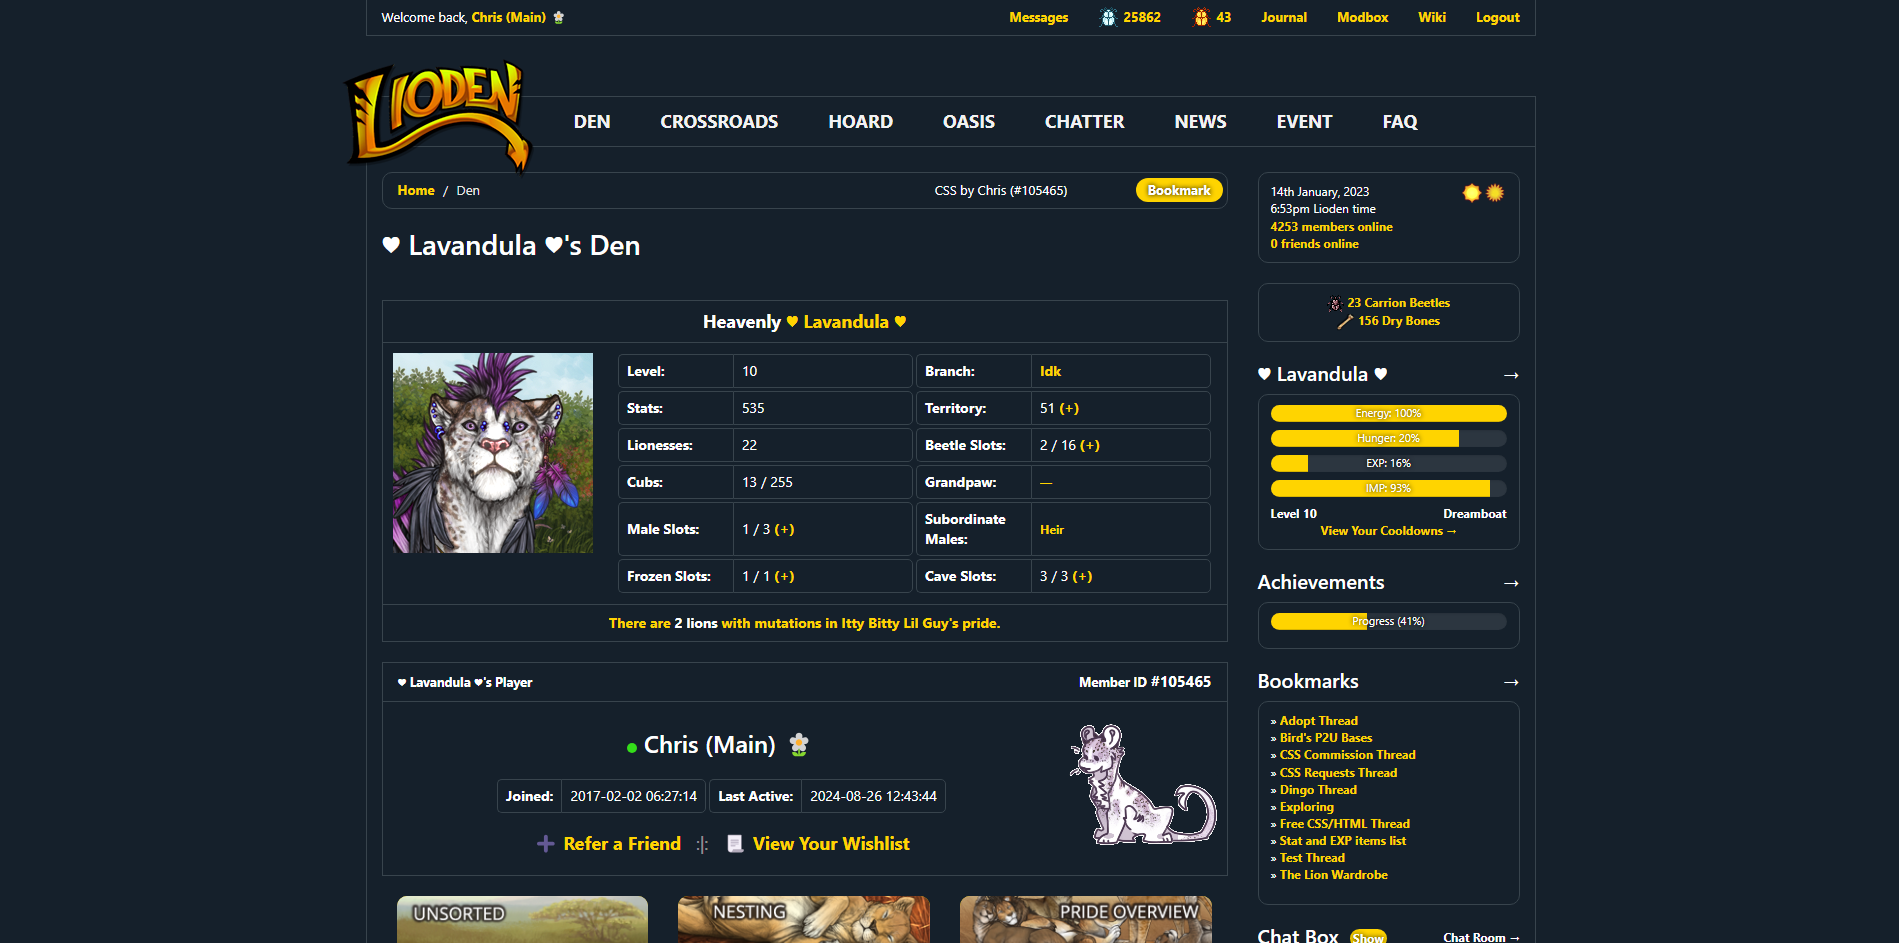 Welcome back, Chris (Main)
Messages 25862 43 Journal Modbox Wiki Logout
LIODEN
DEN CROSSROADS HOARD OASIS CHATTER NEWS EVENT FAQ
Home / Den CSS by Chris (#105465) Bookmark
♥ Lavandula ♥'s Den
Heavenly ♥ Lavandula ♥
Level: 10 Branch: Idk
Stats: 535 Territory: 51 (+)
Lionesses: 22 Beetle Slots: 2 / 16 (+)
Cubs: 13 / 255 Grandpaw: —
Male Slots: 1 / 3 (+) Subordinate Males: Heir
Frozen Slots: 1 / 1 (+) Cave Slots: 3 / 3 (+)
There are 2 lions with mutations in Itty Bitty Lil Guy's pride.
♥ Lavandula ♥'s Player Member ID #105465
Chris (Main)
Joined: 2017-02-02 06:27:14 Last Active: 2024-08-26 12:43:44
Refer a Friend :|: View Your Wishlist
UNSORTED NESTING PRIDE OVERVIEW
14th January, 2023
6:53pm Lioden time
4253 members online
0 friends online
23 Carrion Beetles
156 Dry Bones
♥ Lavandula ♥ →
Energy: 100%
Hunger: 20%
EXP: 16%
IMP: 93%
Level 10 Dreamboat
View Your Cooldowns →
Achievements →
Progress (41%)
Bookmarks →
» Adopt Thread
» Bird's P2U Bases
» CSS Commission Thread
» CSS Requests Thread
» Dingo Thread
» Exploring
» Free CSS/HTML Thread
» Stat and EXP items list
» Test Thread
» The Lion Wardrobe
Chat Box Show Chat Room →